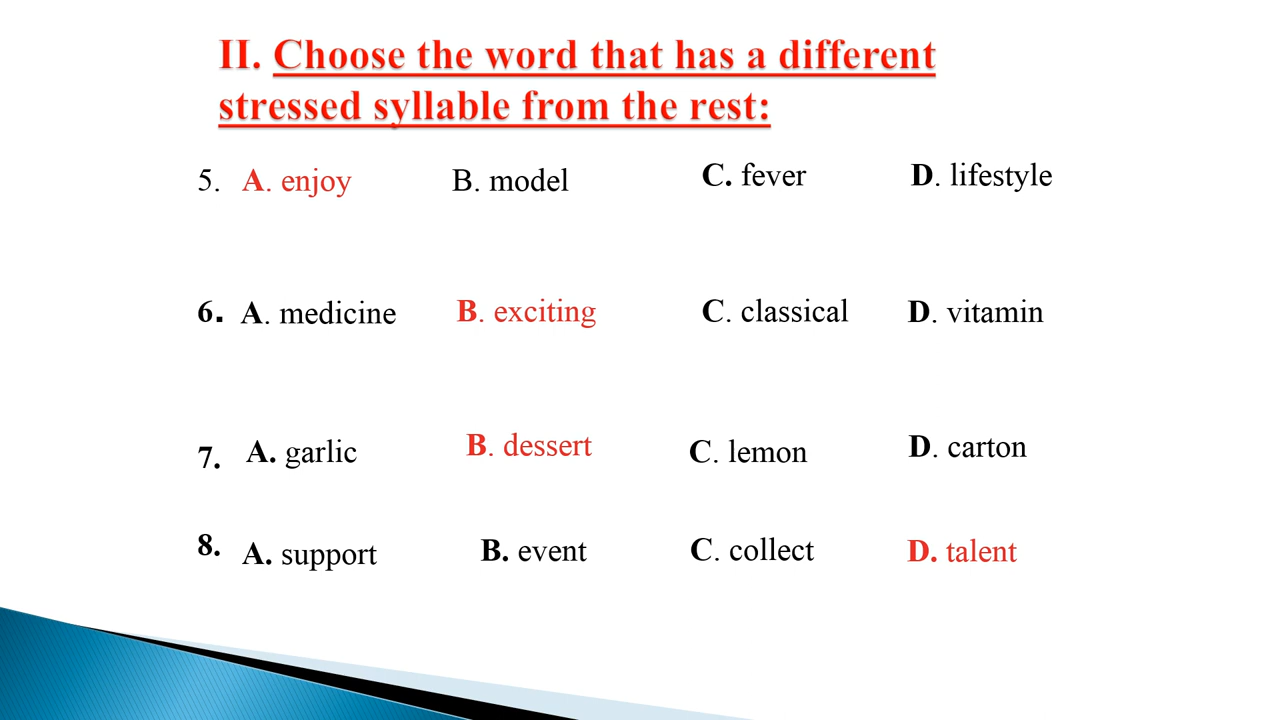 II. Choose the word that has a different
stressed syllable from the rest:
5. A. enjoy B. model C. fever D. lifestyle
6. A. medicine B. exciting C. classical D. vitamin
7. A. garlic B. dessert C. lemon D. carton
8. A. support B. event C. collect D. talent